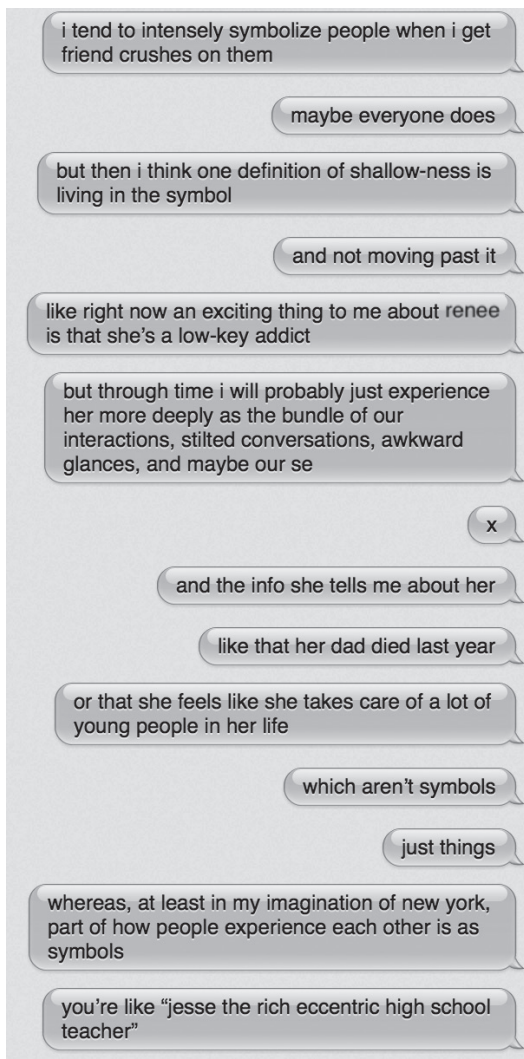 i tend to intensely symbolize people when i get
friend crushes on them
maybe everyone does
but then i think one definition of shallow-ness is
living in the symbol
and not moving past it
like right now an exciting thing to me about renee
is that she's a low-key addict
but through time i will probably just experience
her more deeply as the bundle of our
interactions, stilted conversations, awkward
glances, and maybe our se
x
and the info she tells me about her
like that her dad died last year
or that she feels like she takes care of a lot of
young people in her life
which aren't symbols
just things
whereas, at least in my imagination of new york,
part of how people experience each other is as
symbols
you're like “jesse the rich eccentric high school
teacher”